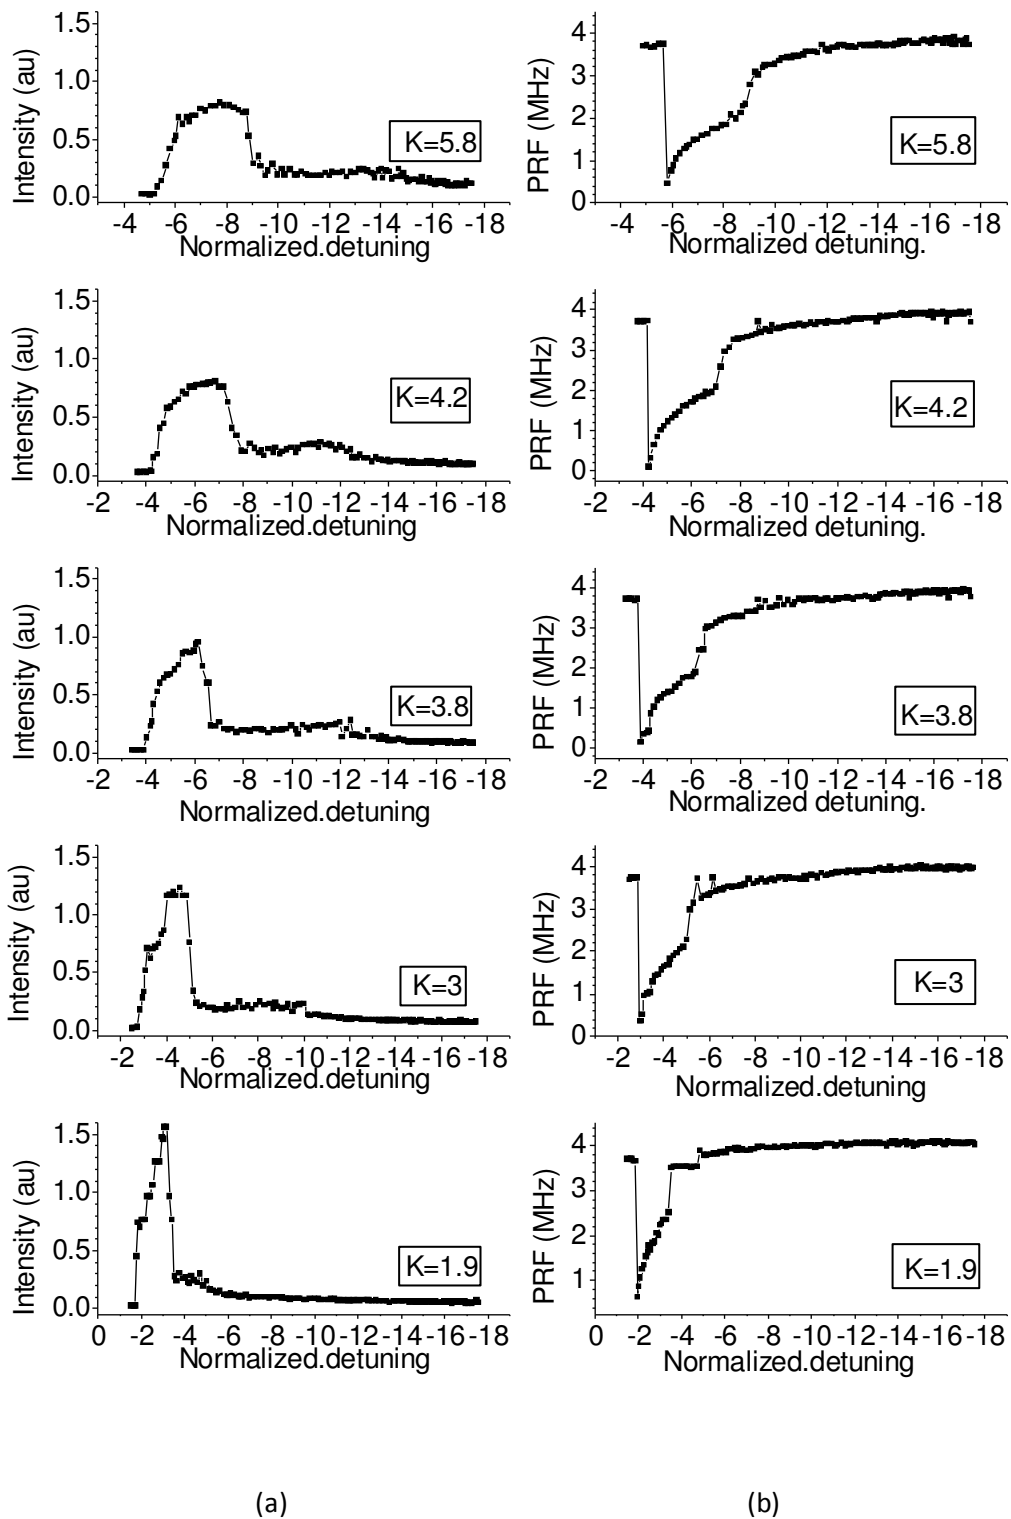 1.5
1.0
0.5
0.0
Intensity (au)
K=5.8
-4 -6 -8 -10 -12 -14 -16 -18
Normalized.detuning
4
3
2
1
0
PRF (MHz)
K=5.8
-4 -6 -8 -10 -12 -14 -16 -18
Normalized detuning.
1.5
1.0
0.5
0.0
Intensity (au)
K=4.2
-2 -4 -6 -8 -10 -12 -14 -16 -18
Normalized.detuning
4
3
2
1
0
PRF (MHz)
K=4.2
-2 -4 -6 -8 -10 -12 -14 -16 -18
Normalized detuning.
1.5
1.0
0.5
0.0
Intensity (au)
K=3.8
-2 -4 -6 -8 -10 -12 -14 -16 -18
Normalized.detuning
4
3
2
1
0
PRF (MHz)
K=3.8
-2 -4 -6 -8 -10 -12 -14 -16 -18
Normalized detuning.
1.5
1.0
0.5
0.0
Intensity (au)
K=3
-2 -4 -6 -8 -10 -12 -14 -16 -18
Normalized.detuning
4
3
2
1
0
PRF (MHz)
K=3
-2 -4 -6 -8 -10 -12 -14 -16 -18
Normalized.detuning
1.5
1.0
0.5
0.0
Intensity (au)
K=1.9
0 -2 -4 -6 -8 -10 -12 -14 -16 -18
Normalized.detuning
4
3
2
1
PRF (MHz)
K=1.9
0 -2 -4 -6 -8 -10 -12 -14 -16 -18
Normalized.detuning
(a) (b)